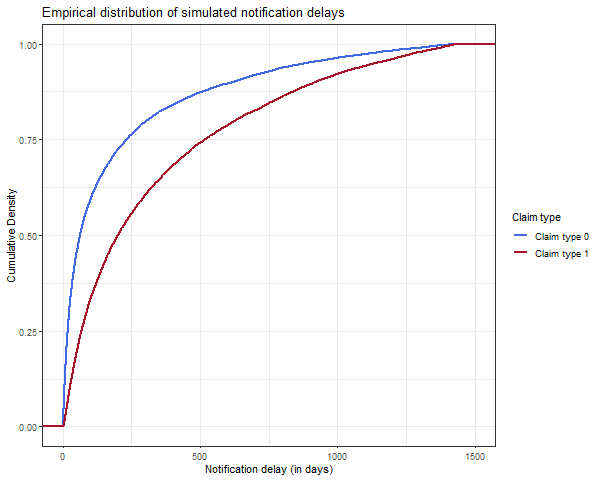 Empirical distribution of simulated notification delays
1.00
0.75
0.50
0.25
0.00
Cumulative Density
0 500 1000 1500
Notification delay (in days)
Claim type
Claim type 0
Claim type 1